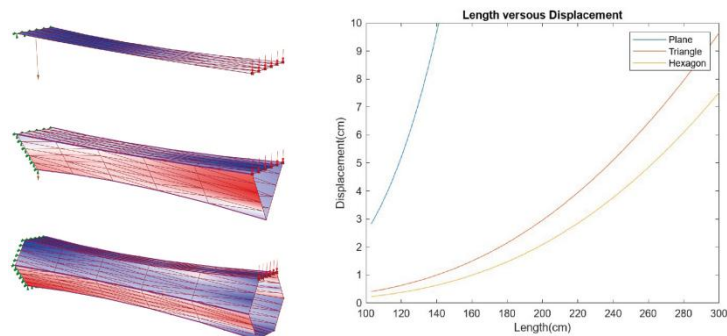 Length versous Displacement
Plane
Triangle
Hexagon
Displacement(cm)
10
9
8
7
6
5
4
3
2
1
0
100 120 140 160 180 200 220 240 260 280 300
Length(cm)